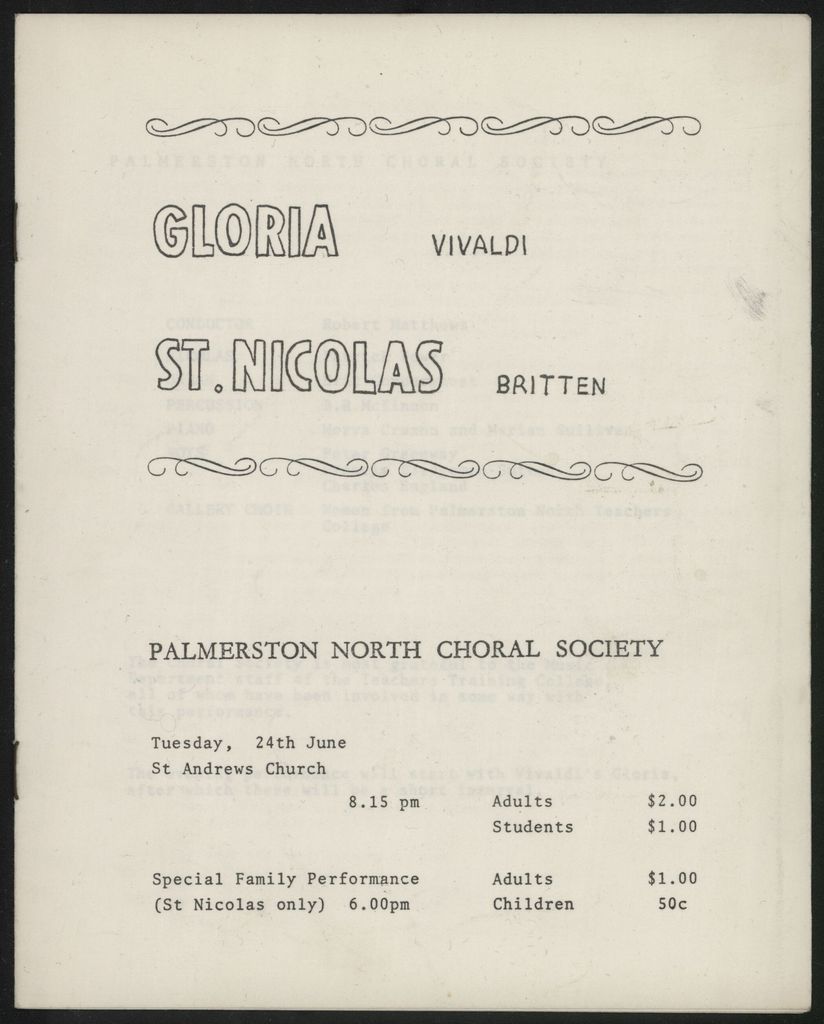 GLORIA VIVALDI
ST. NICOLAS BRITTEN
PALMERSTON NORTH CHORAL SOCIETY
Tuesday, 24th June
St Andrews Church
8.15 pm Adults $2.00
Students $1.00
Special Family Performance Adults $1.00
(St Nicolas only) 6.00pm Children 50c